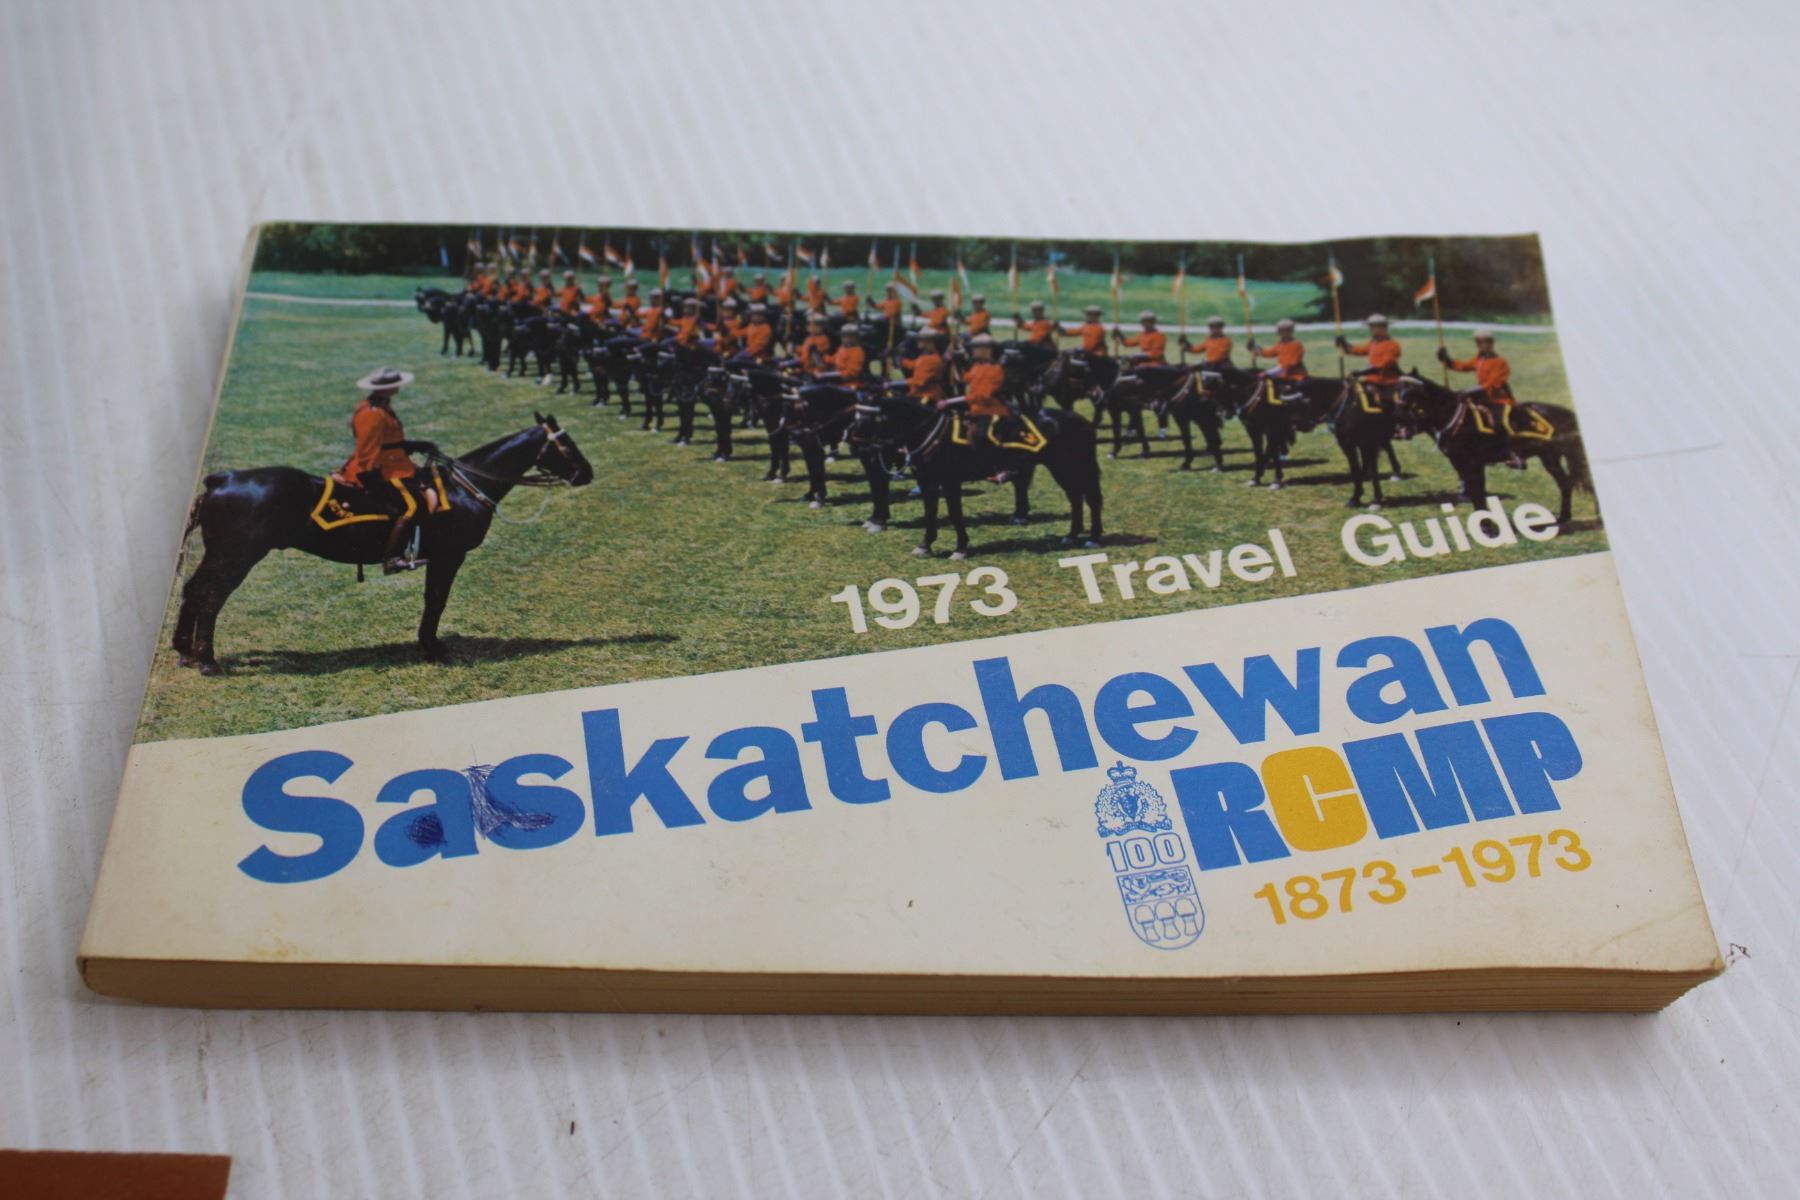 1973 Travel Guide
Saskatchewan
RCMP
100
1873-1973